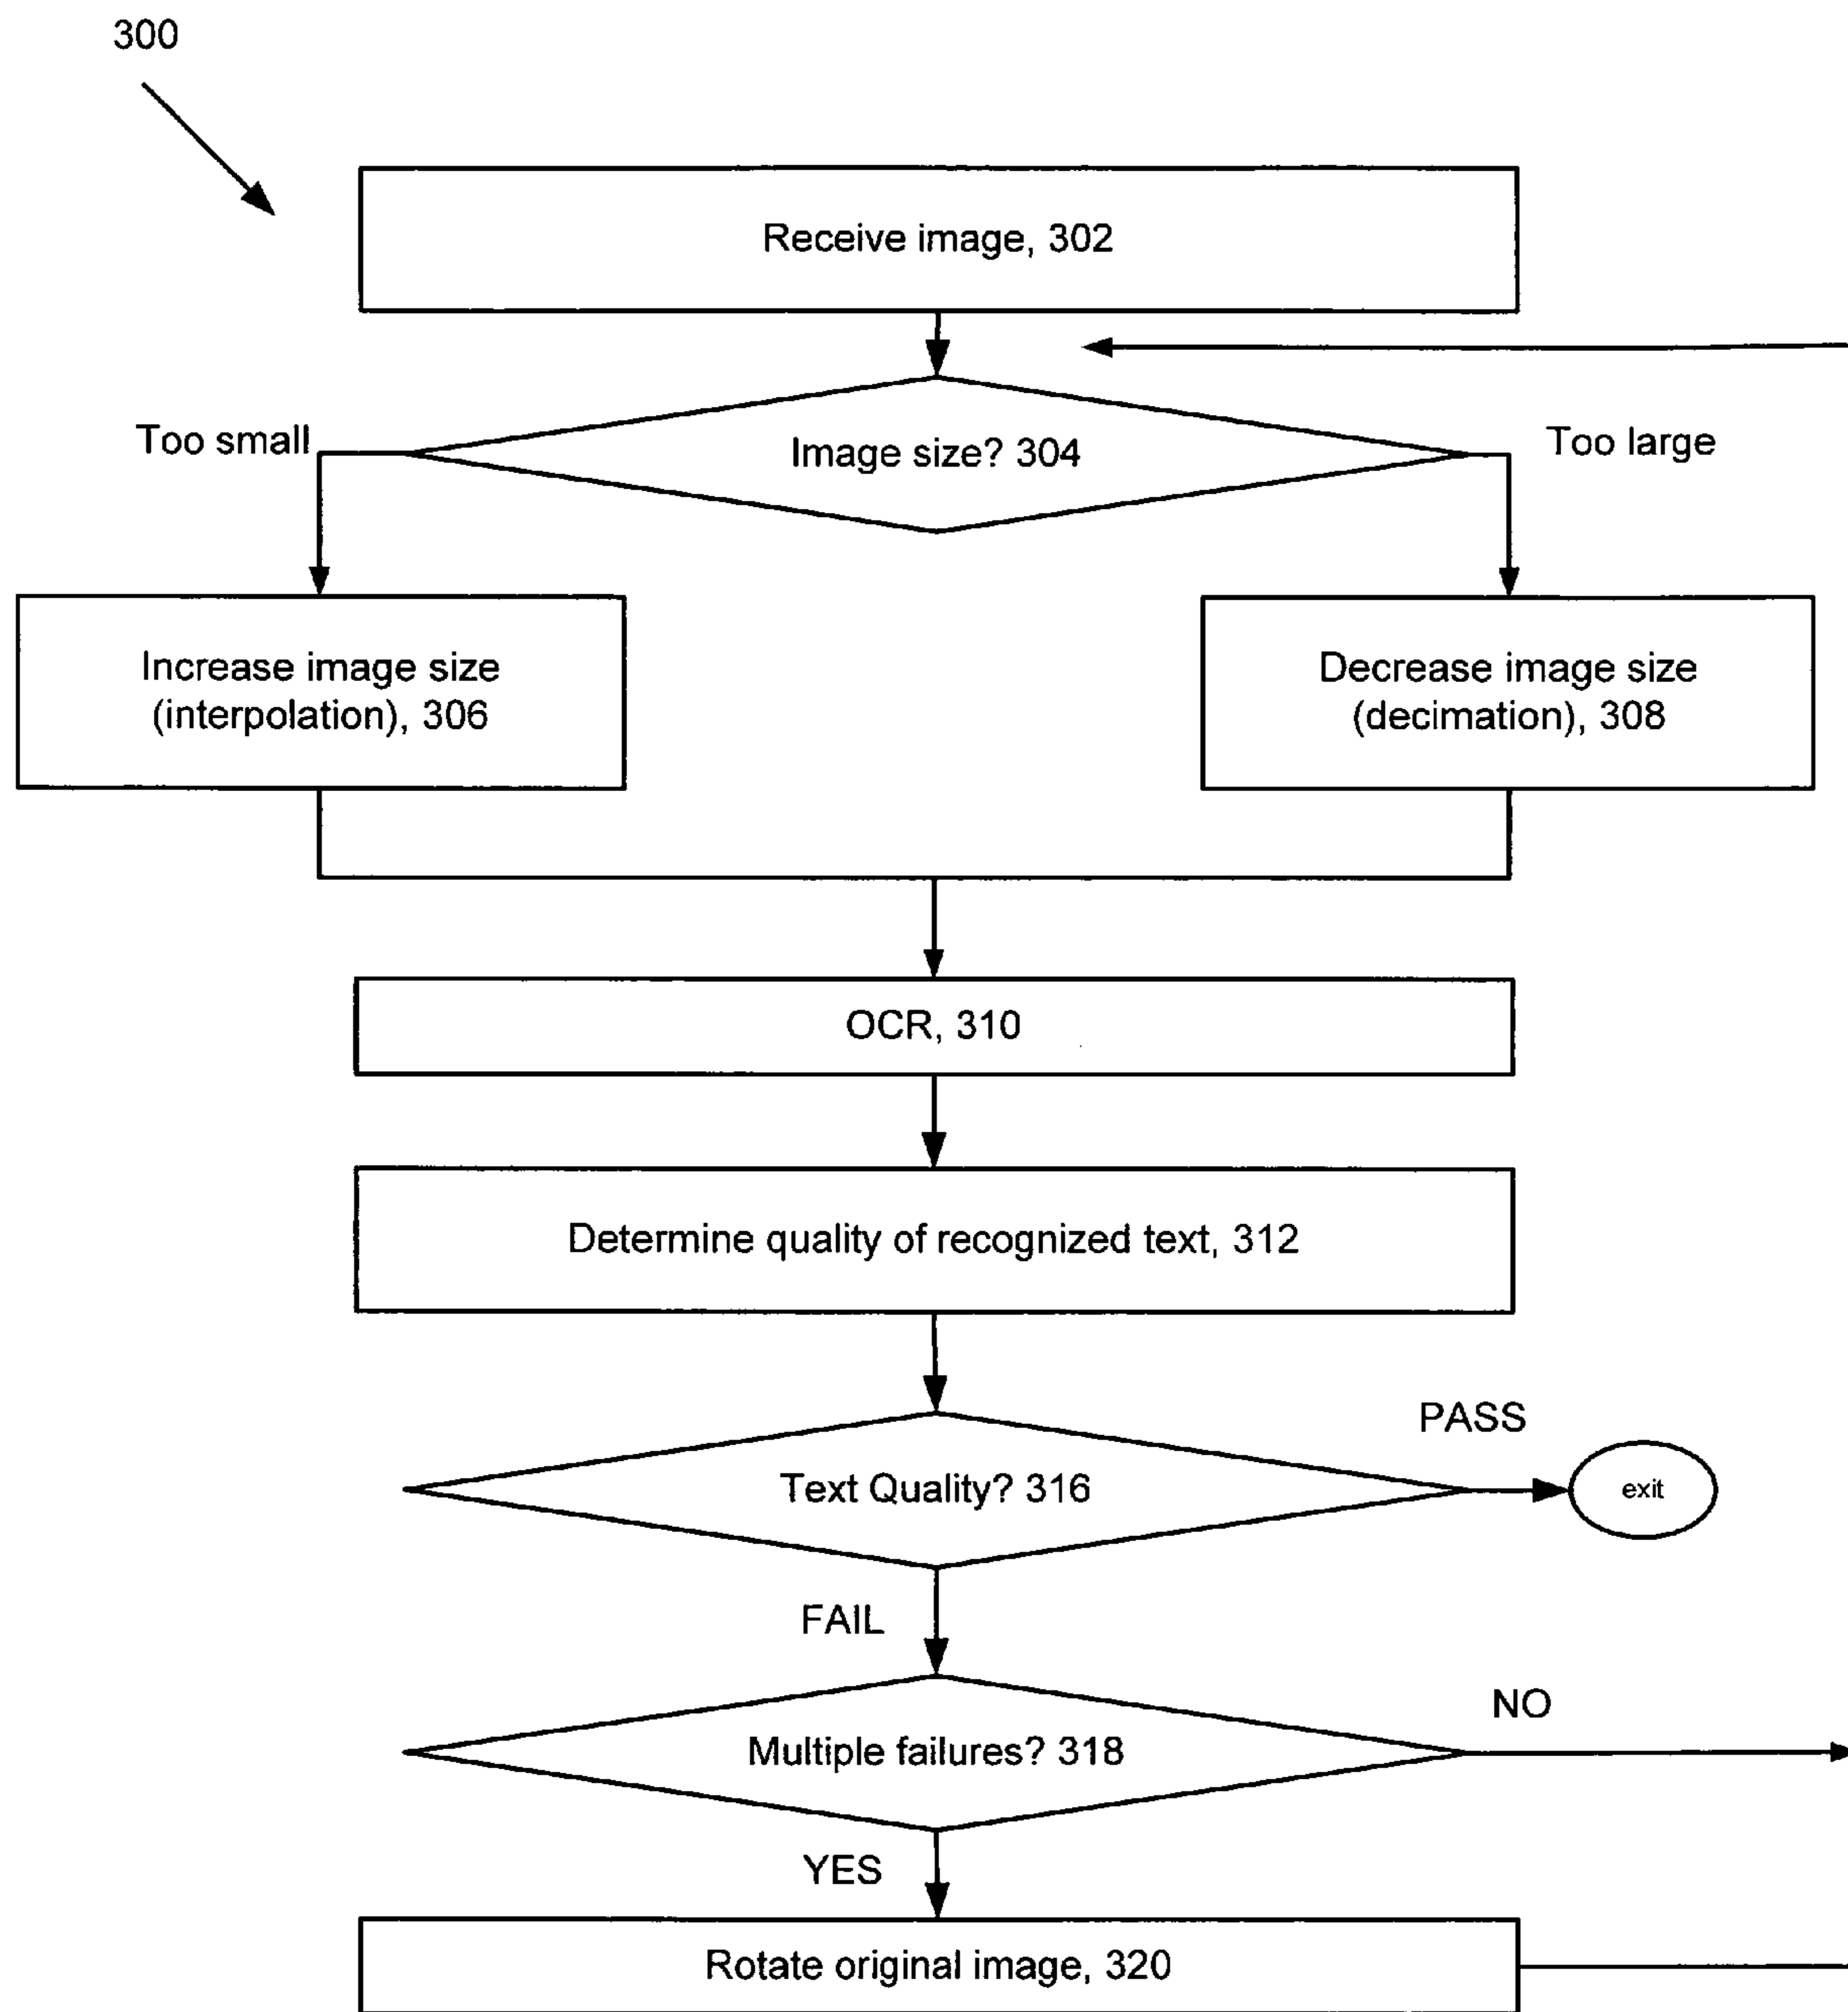 300
Receive image, 302
Too small
Image size? 304
Too large
Increase image size
(interpolation), 306
Decrease image size
(decimation), 308
OCR, 310
Determine quality of recognized text, 312
PASS
Text Quality? 316
exit
FAIL
NO
Multiple failures? 318
YES
Rotate original image, 320